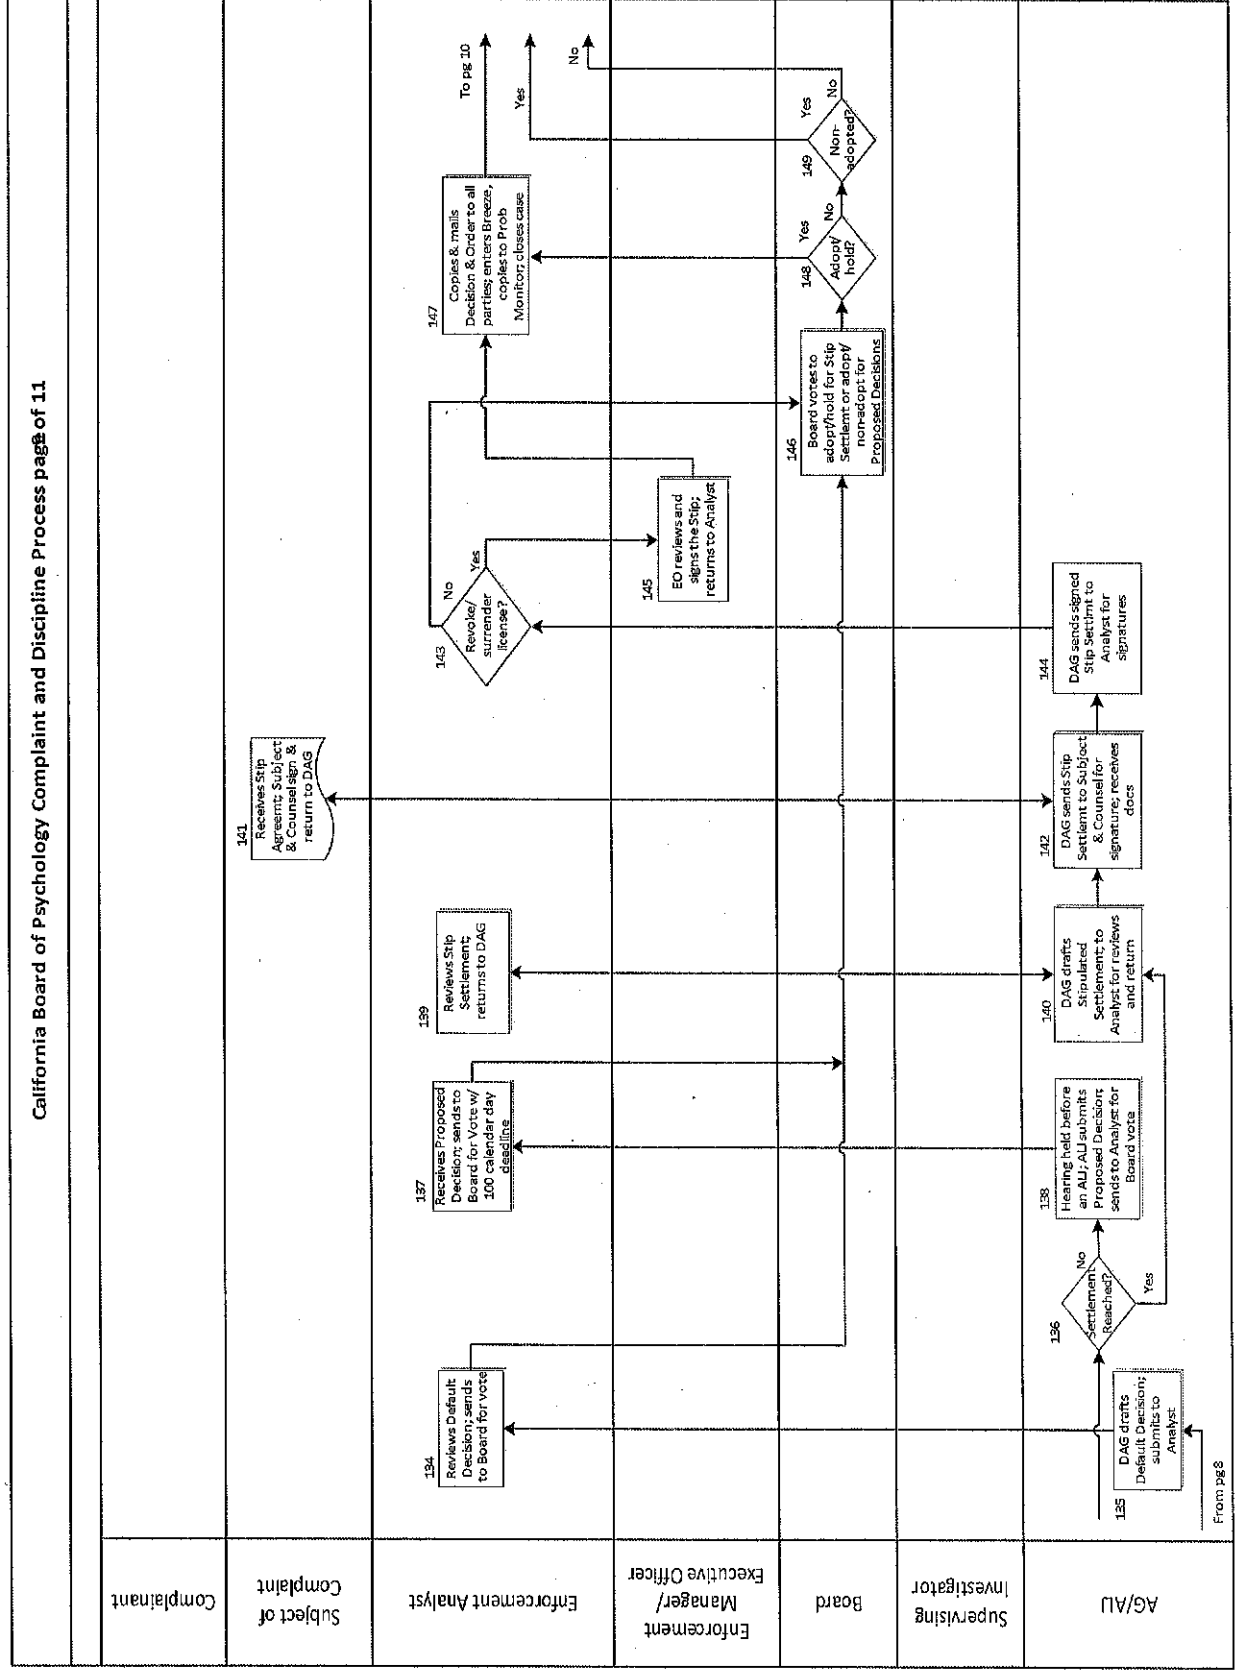 California Board of Psychology Complaint and Discipline Process page of 11
Complainant
Subject of
Complaint
Enforcement Analyst
Enforcement
Manager/
Executive Officer
Board
Supervising
Investigator
AG/ALJ
From pg8
135
DAG drafts
Default Decision;
submits to
Analyst
134
Reviews Default
Decision; sends
to Board for vote
136
Settlement
Reached?
No
Yes
138
Hearing held before
an ALJ; ALJ submits
Proposed Decision;
sends to Analyst for
Board vote
137
Receives Proposed
Decision; sends to
Board for Vote w/
100 calendar day
deadline
140
DAG drafts
Stipulated
Settlement; to
Analyst for reviews
and return
139
Reviews Stip
Settlement;
returns to DAG
142
DAG sends Stip
Settlemt to Subject
& Counsel for
signature; receives
docs
141
Receives Stip
Agreement; Subject
& Counsel sign &
return to DAG
144
DAG sends signed
Stip Settlmt to
Analyst for
signatures
143
Revoke/
surrender
license?
No
Yes
145
EO reviews and
signs the Stip;
returns to Analyst
146
Board votes to
adopt/hold for Stip
Settlemt or adopt/
non-adopt for
Proposed Decisions
147
Copies & mails
Decision & Order to all
parties; enters Breeze,
copies to Prob
Monitor; closes case
148
Adopt/
hold?
Yes
No
149
Non-
adopted?
Yes
No
To pg 10
Yes
No